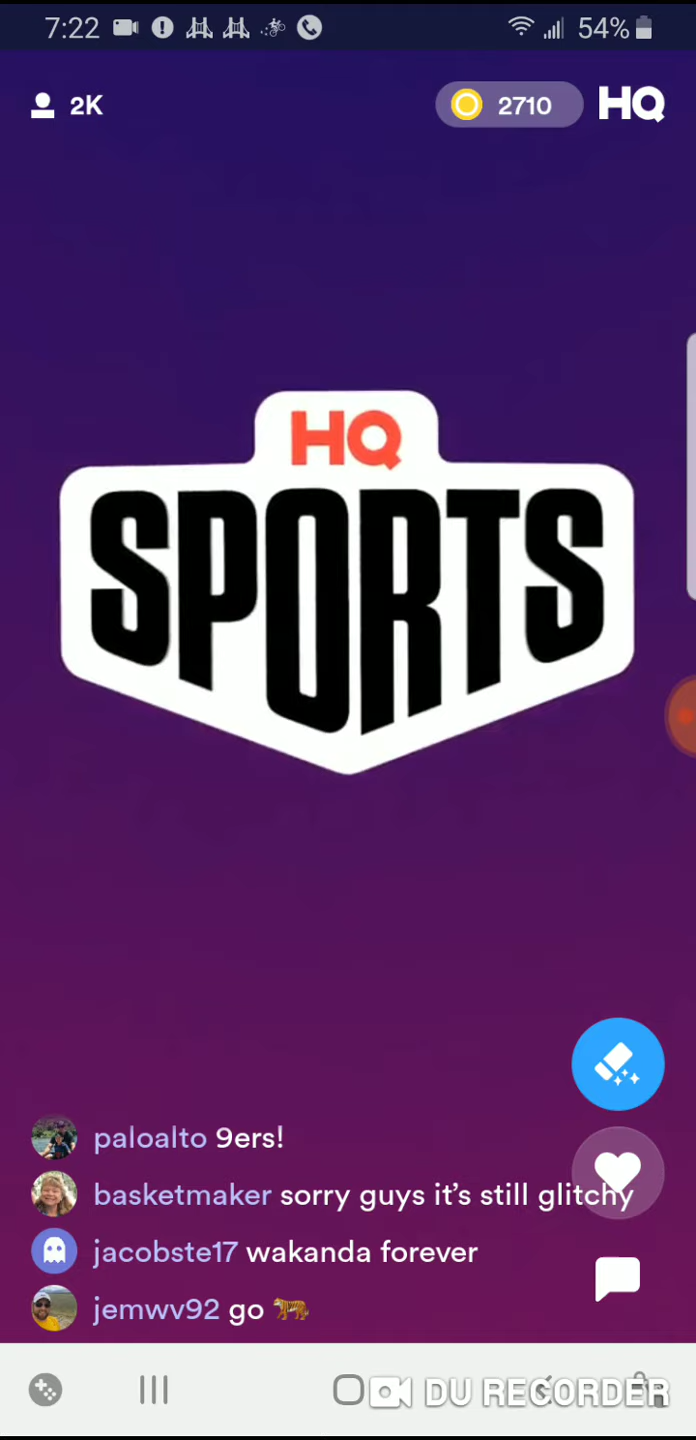 7:22 54%
2K 2710 HQ
HQ
SPORTS
paloalto 9ers!
basketmaker sorry guys it’s still glitchy
jacobste17 wakanda forever
jemwv92 go 🐅
DU RECORDER